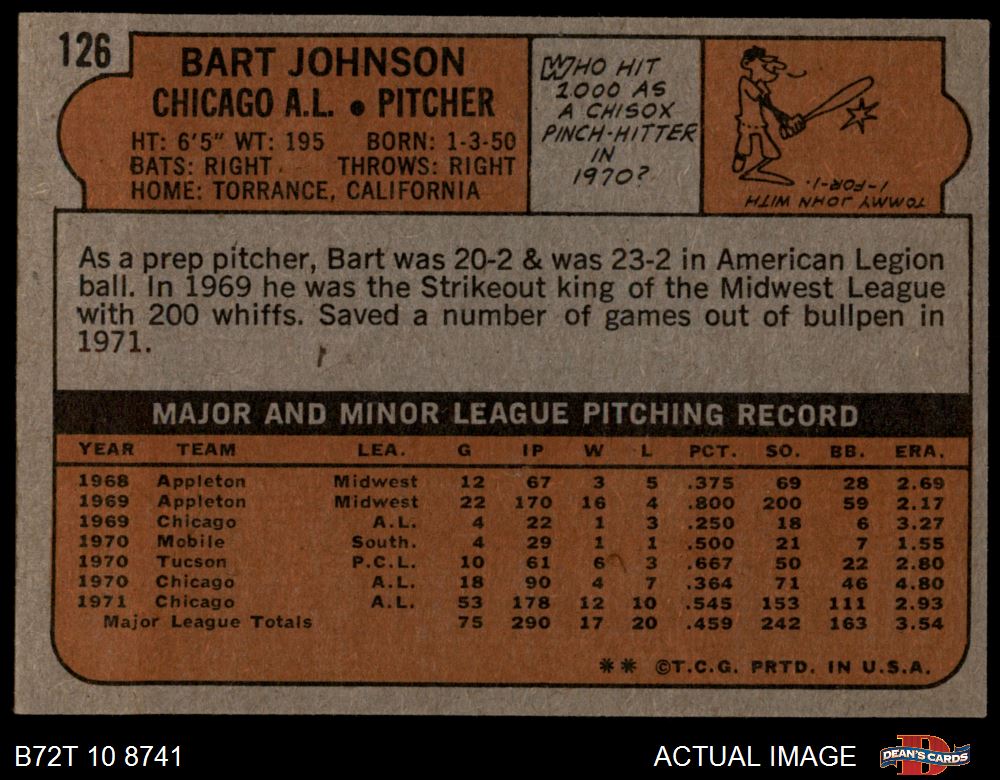 126
BART JOHNSON
CHICAGO A.L. • PITCHER
HT: 6'5" WT: 195 BORN: 1-3-50
BATS: RIGHT THROWS: RIGHT
HOME: TORRANCE, CALIFORNIA
WHO HIT
1000 AS
A CHISOX
PINCH-HITTER
IN
1970?
TOMMY JOHN WITH
1-FOR-1.
As a prep pitcher, Bart was 20-2 & was 23-2 in American Legion
ball. In 1969 he was the Strikeout king of the Midwest League
with 200 whiffs. Saved a number of games out of bullpen in
1971.
MAJOR AND MINOR LEAGUE PITCHING RECORD
YEAR TEAM LEA. G IP W L PCT. SO. BB. ERA.
1968 Appleton Midwest 12 67 3 5 .375 69 28 2.69
1969 Appleton Midwest 22 170 16 4 .800 200 59 2.17
1969 Chicago A.L. 4 22 1 3 .250 18 6 3.27
1970 Mobile South. 4 29 1 1 .500 21 7 1.55
1970 Tucson P.C.L. 10 61 6 3 .667 50 22 2.80
1970 Chicago A.L. 18 90 4 7 .364 71 46 4.80
1971 Chicago A.L. 53 178 12 10 .545 153 111 2.93
Major League Totals 75 290 17 20 .459 242 163 3.54
** ©T.C.G. PRTD. IN U.S.A.
B72T 10 8741
ACTUAL IMAGE
DEAN'S CARDS